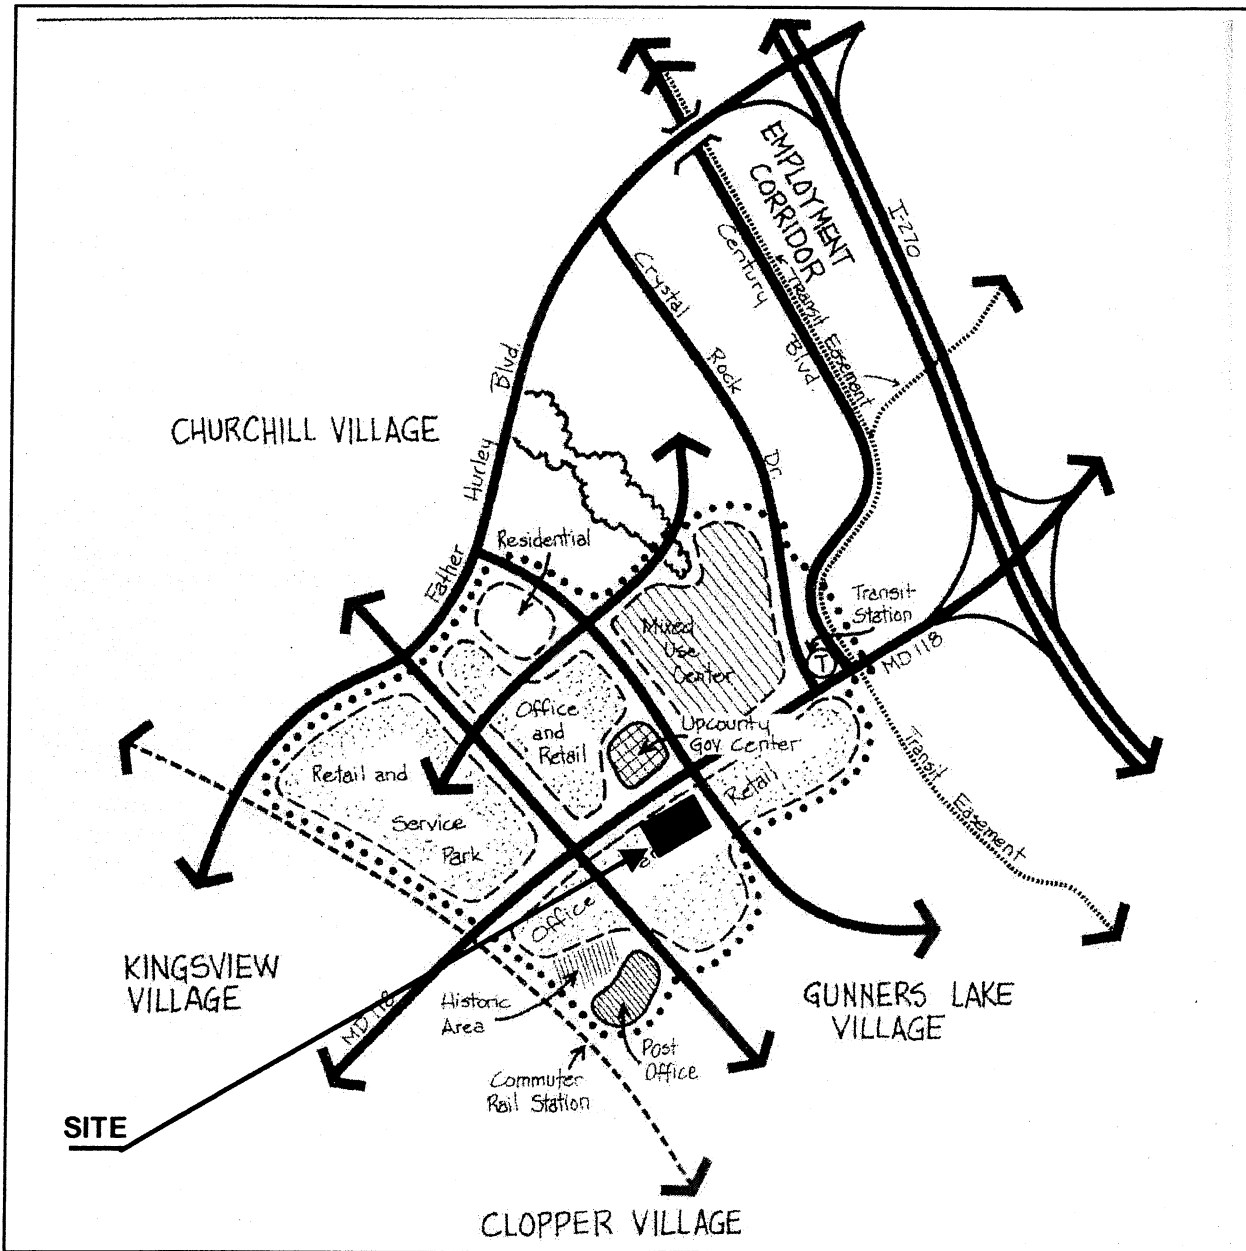 EMPLOYMENT
CORRIDOR
I-270
Century
Blvd.
Transit Easement
Crystal
Rock
Dr.
CHURCHILL VILLAGE
Father
Hurley
Blvd.
Residential
Transit
Station
T
MD 118
Mixed
Use
Center
Office
and
Retail
Upcounty
Gov Center
Retail
Retail and
Service
Park
Office
Transit
Easement
KINGSVIEW
VILLAGE
Historic
Area
MD 118
GUNNERS LAKE
VILLAGE
Post
Office
Commuter
Rail Station
SITE
CLOPPER VILLAGE